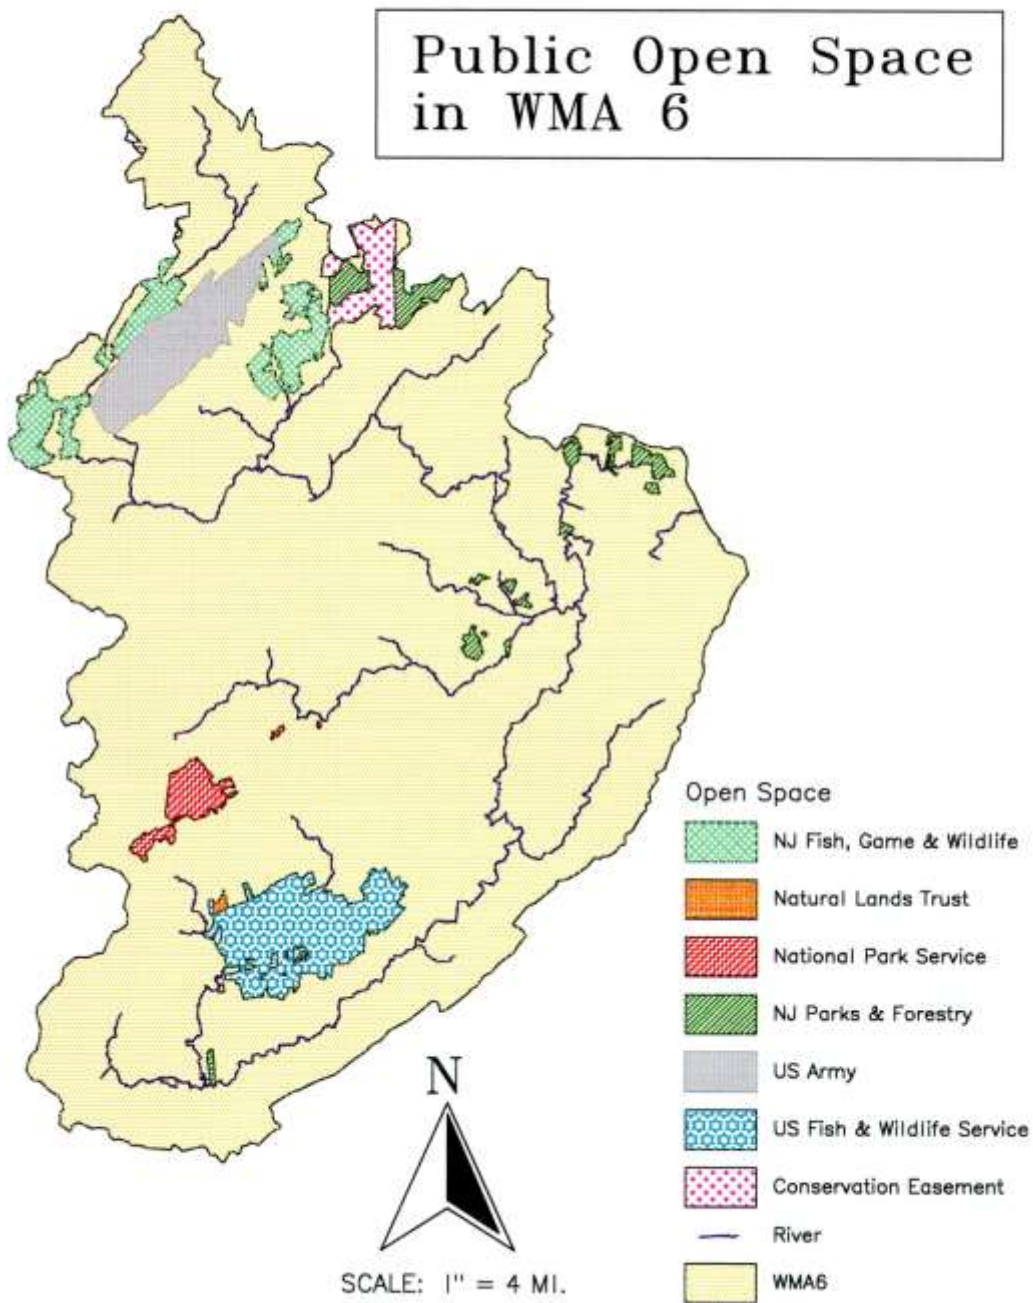 Public Open Space
in WMA 6
Open Space
NJ Fish, Game & Wildlife
Natural Lands Trust
National Park Service
NJ Parks & Forestry
US Army
US Fish & Wildlife Service
Conservation Easement
River
WMA6
N
SCALE: 1" = 4 MI.